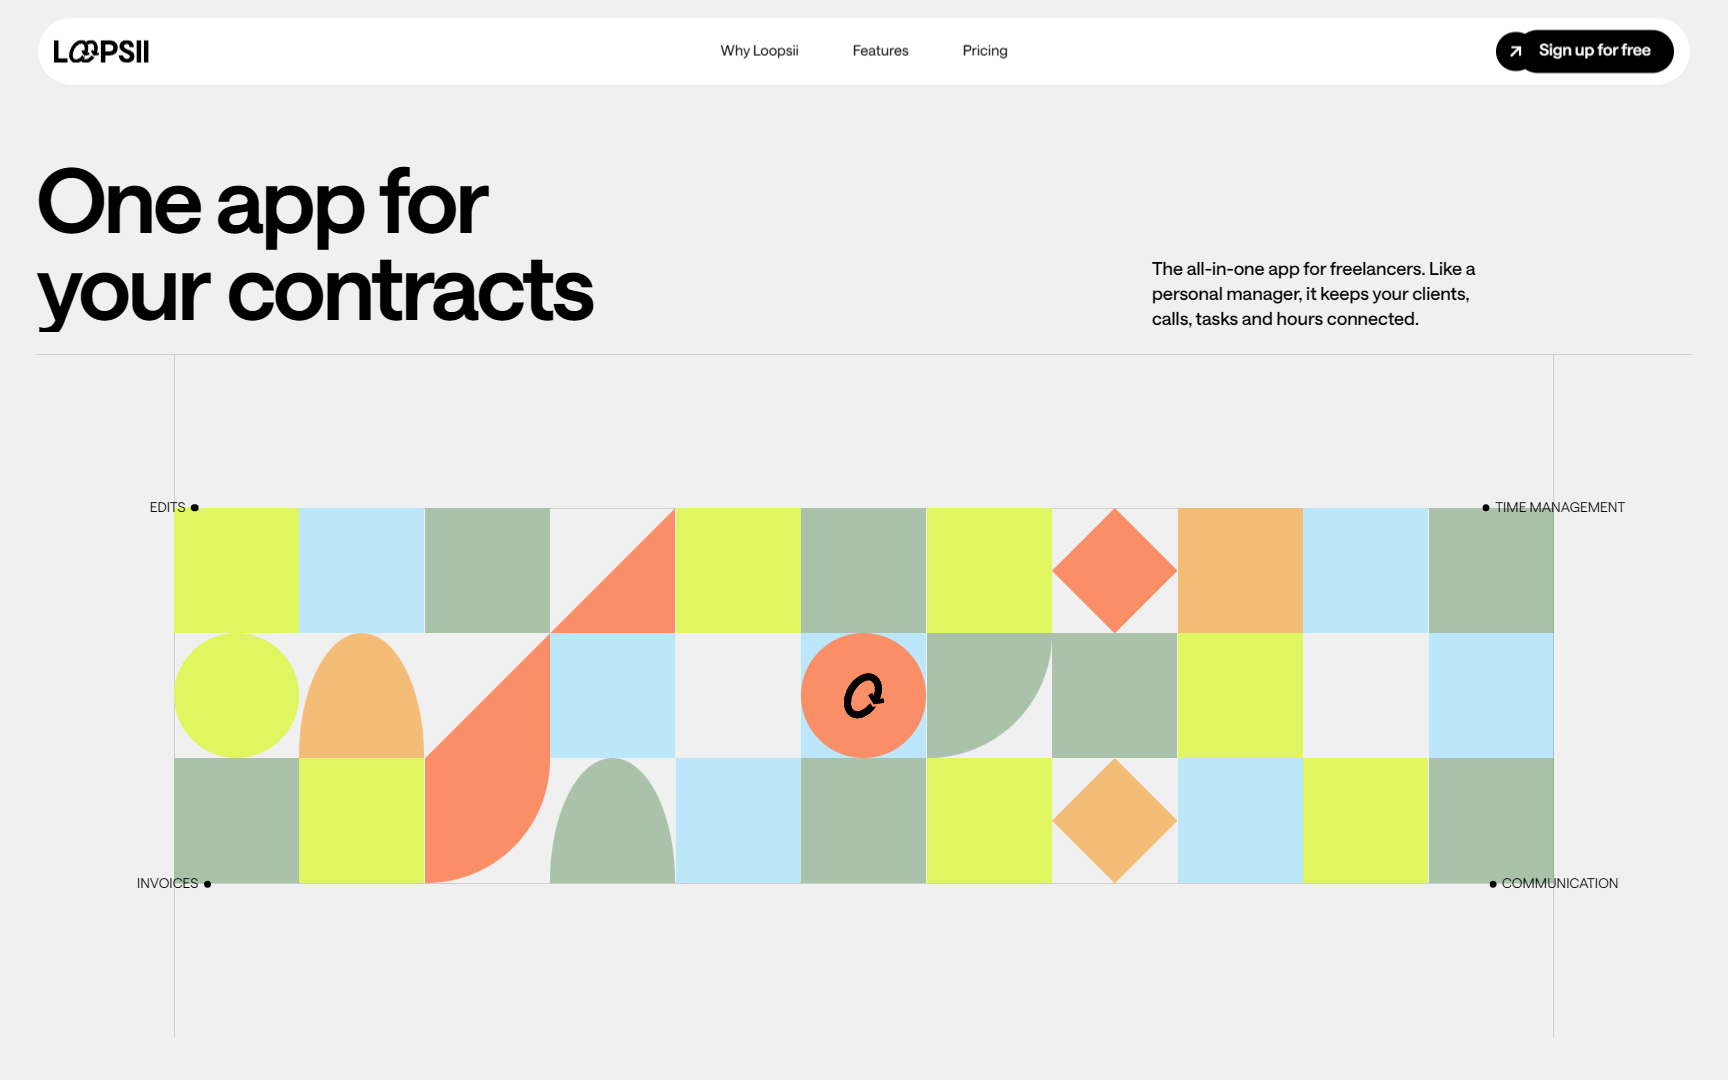 LOOPSII
Why Loopsii
Features
Pricing
Sign up for free
One app for
your contracts
The all-in-one app for freelancers. Like a
personal manager, it keeps your clients,
calls, tasks and hours connected.
EDITS
TIME MANAGEMENT
INVOICES
COMMUNICATION